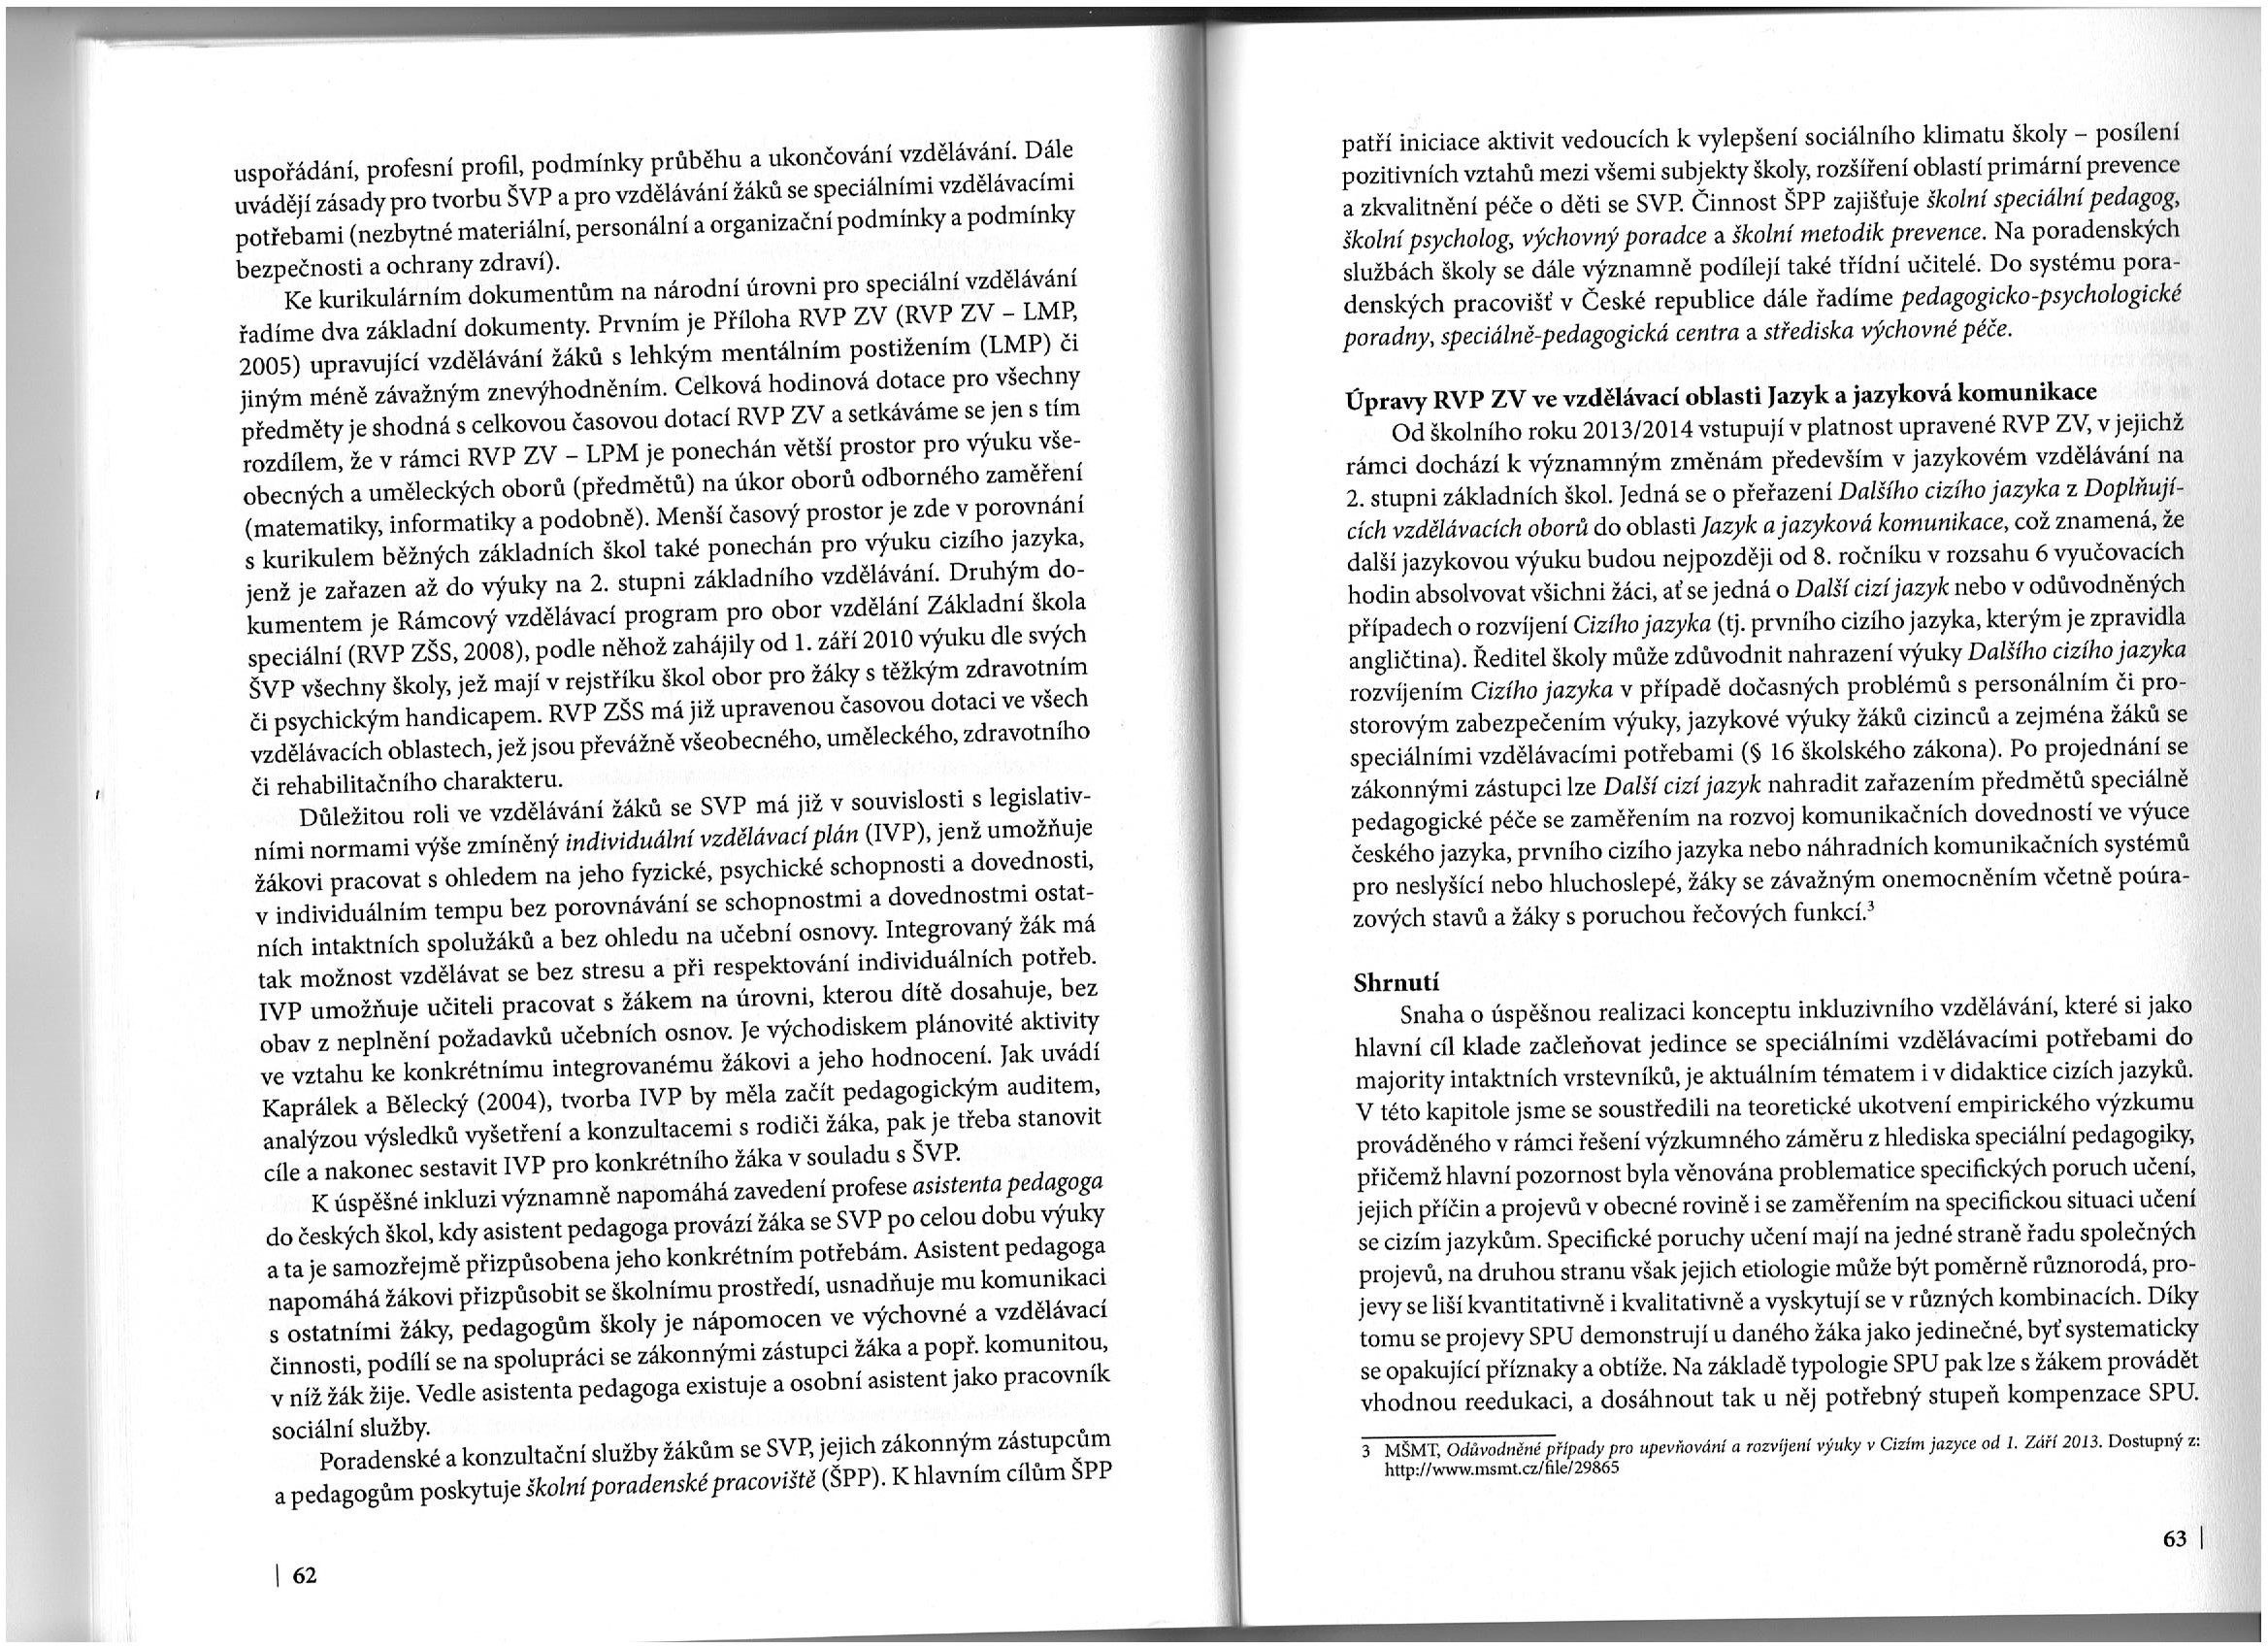 uspořádání, profesní profil, podmínky průběhu a ukončování vzdělávání. Dále
uvádějí zásady pro tvorbu ŠVP a pro vzdělávání žáků se speciálními vzdělávacími
potřebami (nezbytné materiální, personální a organizační podmínky a podmínky
bezpečnosti a ochrany zdraví).
Ke kurikulárním dokumentům na národní úrovni pro speciální vzdělávání
řadíme dva základní dokumenty. Prvním je Příloha RVP ZV (RVP ZV – LMP,
2005) upravující vzdělávání žáků s lehkým mentálním postižením (LMP) či
jiným méně závažným znevýhodněním. Celková hodinová dotace pro všechny
předměty je shodná s celkovou časovou dotací RVP ZV a setkáváme se jen s tím
rozdílem, že v rámci RVP ZV – LPM je ponechán větší prostor pro výuku vše-
obecných a uměleckých oborů (předmětů) na úkor oborů odborného zaměření
(matematiky, informatiky a podobně). Menší časový prostor je zde v porovnání
s kurikulem běžných základních škol také ponechán pro výuku cizího jazyka,
jenž je zařazen až do výuky na 2. stupni základního vzdělávání. Druhým do-
kumentem je Rámcový vzdělávací program pro obor vzdělání Základní škola
speciální (RVP ZŠS, 2008), podle něhož zahájily od 1. září 2010 výuku dle svých
ŠVP všechny školy, jež mají v rejstříku škol obor pro žáky s těžkým zdravotním
či psychickým handicapem. RVP ZŠS má již upravenou časovou dotaci ve všech
vzdělávacích oblastech, jež jsou převážně všeobecného, uměleckého, zdravotního
či rehabilitačního charakteru.
Důležitou roli ve vzdělávání žáků se SVP má již v souvislosti s legislativ-
ními normami výše zmíněný individuální vzdělávací plán (IVP), jenž umožňuje
žákovi pracovat s ohledem na jeho fyzické, psychické schopnosti a dovednosti,
v individuálním tempu bez porovnávání se schopnostmi a dovednostmi ostat-
ních intaktních spolužáků a bez ohledu na učební osnovy. Integrovaný žák má
tak možnost vzdělávat se bez stresu a při respektování individuálních potřeb.
IVP umožňuje učiteli pracovat s žákem na úrovni, kterou dítě dosahuje, bez
obav z neplnění požadavků učebních osnov. Je východiskem plánovité aktivity
ve vztahu ke konkrétnímu integrovanému žákovi a jeho hodnocení. Jak uvádí
Kaprálek a Bělecký (2004), tvorba IVP by měla začít pedagogickým auditem,
analýzou výsledků vyšetření a konzultacemi s rodiči žáka, pak je třeba stanovit
cíle a nakonec sestavit IVP pro konkrétního žáka v souladu s ŠVP.
K úspěšné inkluzi významně napomáhá zavedení profese asistenta pedagoga
do českých škol, kdy asistent pedagoga provází žáka se SVP po celou dobu výuky
a ta je samozřejmě přizpůsobena jeho konkrétním potřebám. Asistent pedagoga
napomáhá žákovi přizpůsobit se školnímu prostředí, usnadňuje mu komunikaci
s ostatními žáky, pedagogům školy je nápomocen ve výchovné a vzdělávací
činnosti, podílí se na spolupráci se zákonnými zástupci žáka a popř. komunitou,
v níž žák žije. Vedle asistenta pedagoga existuje a osobní asistent jako pracovník
sociální služby.
Poradenské a konzultační služby žákům se SVP, jejich zákonným zástupcům
a pedagogům poskytuje školní poradenské pracoviště (ŠPP). K hlavním cílům ŠPP
| 62
patří iniciace aktivit vedoucích k vylepšení sociálního klimatu školy – posílení
pozitivních vztahů mezi všemi subjekty školy, rozšíření oblastí primární prevence
a zkvalitnění péče o děti se SVP. Činnost ŠPP zajišťuje školní speciální pedagog,
školní psycholog, výchovný poradce a školní metodik prevence. Na poradenských
službách školy se dále významně podílejí také třídní učitelé. Do systému pora-
denských pracovišť v České republice dále řadíme pedagogicko-psychologické
poradny, speciálně-pedagogická centra a střediska výchovné péče.
Úpravy RVP ZV ve vzdělávací oblasti Jazyk a jazyková komunikace
Od školního roku 2013/2014 vstupují v platnost upravené RVP ZV, v jejichž
rámci dochází k významným změnám především v jazykovém vzdělávání na
2. stupni základních škol. Jedná se o přeřazení Dalšího cizího jazyka z Doplňují-
cích vzdělávacích oborů do oblasti Jazyk a jazyková komunikace, což znamená, že
další jazykovou výuku budou nejpozději od 8. ročníku v rozsahu 6 vyučovacích
hodin absolvovat všichni žáci, ať se jedná o Další cizí jazyk nebo v odůvodněných
případech o rozvíjení Cizího jazyka (tj. prvního cizího jazyka, kterým je zpravidla
angličtina). Ředitel školy může zdůvodnit nahrazení výuky Dalšího cizího jazyka
rozvíjením Cizího jazyka v případě dočasných problémů s personálním či pro-
storovým zabezpečením výuky, jazykové výuky žáků cizinců a zejména žáků se
speciálními vzdělávacími potřebami (§ 16 školského zákona). Po projednání se
zákonnými zástupci lze Další cizí jazyk nahradit zařazením předmětů speciálně
pedagogické péče se zaměřením na rozvoj komunikačních dovedností ve výuce
českého jazyka, prvního cizího jazyka nebo náhradních komunikačních systémů
pro neslyšící nebo hluchoslepé, žáky se závažným onemocněním včetně poúra-
zových stavů a žáky s poruchou řečových funkcí.³
Shrnutí
Snaha o úspěšnou realizaci konceptu inkluzivního vzdělávání, které si jako
hlavní cíl klade začleňovat jedince se speciálními vzdělávacími potřebami do
majority intaktních vrstevníků, je aktuálním tématem i v didaktice cizích jazyků.
V této kapitole jsme se soustředili na teoretické ukotvení empirického výzkumu
prováděného v rámci řešení výzkumného záměru z hlediska speciální pedagogiky,
přičemž hlavní pozornost byla věnována problematice specifických poruch učení,
jejich příčin a projevů v obecné rovině i se zaměřením na specifickou situaci učení
se cizím jazykům. Specifické poruchy učení mají na jedné straně řadu společných
projevů, na druhou stranu však jejich etiologie může být poměrně různorodá, pro-
jevy se liší kvantitativně i kvalitativně a vyskytují se v různých kombinacích. Díky
tomu se projevy SPU demonstrují u daného žáka jako jedinečné, byť systematicky
se opakující příznaky a obtíže. Na základě typologie SPU pak lze s žákem provádět
vhodnou reedukaci, a dosáhnout tak u něj potřebný stupeň kompenzace SPU.
3 MŠMT, Odůvodněné případy pro upevňování a rozvíjení výuky v Cizím jazyce od 1. Září 2013. Dostupný z:
http://www.msmt.cz/file/29865
63 |